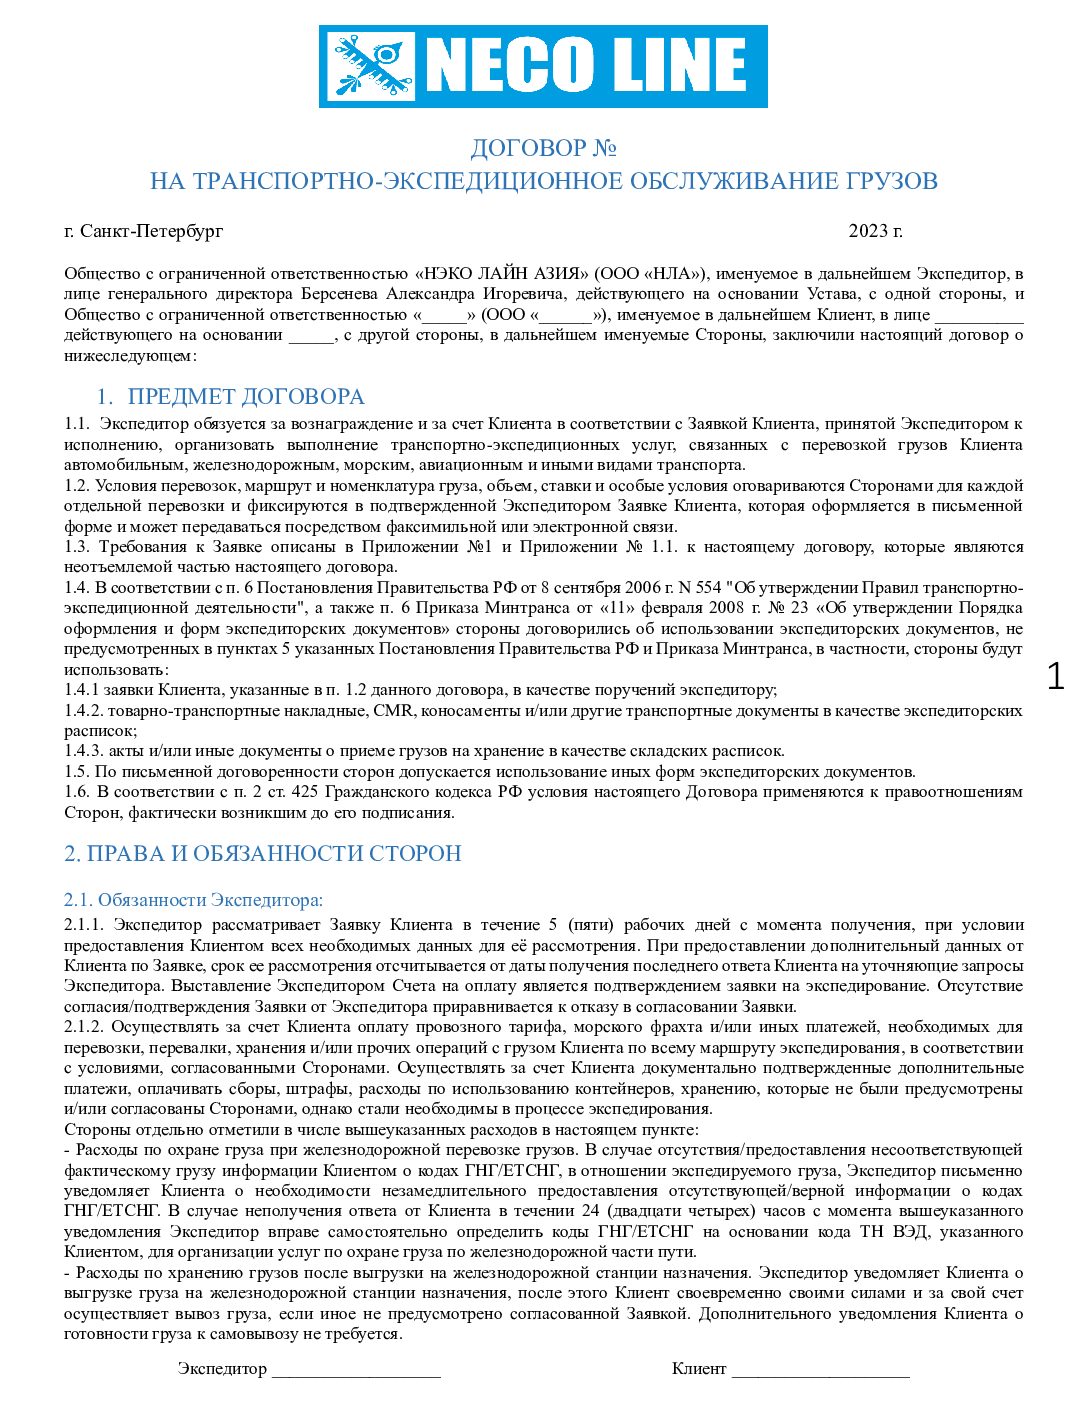 NECO LINE
ДОГОВОР №
НА ТРАНСПОРТНО-ЭКСПЕДИЦИОННОЕ ОБСЛУЖИВАНИЕ ГРУЗОВ
г. Санкт-Петербург 2023 г.
Общество с ограниченной ответственностью «НЭКО ЛАЙН АЗИЯ» (ООО «НЛА»), именуемое в дальнейшем Экспедитор, в
лице генерального директора Берсенева Александра Игоревича, действующего на основании Устава, с одной стороны, и
Общество с ограниченной ответственностью «_____» (ООО «______»), именуемое в дальнейшем Клиент, в лице __________
действующего на основании _____, с другой стороны, в дальнейшем именуемые Стороны, заключили настоящий договор о
нижеследующем:
1. ПРЕДМЕТ ДОГОВОРА
1.1. Экспедитор обязуется за вознаграждение и за счет Клиента в соответствии с Заявкой Клиента, принятой Экспедитором к
исполнению, организовать выполнение транспортно-экспедиционных услуг, связанных с перевозкой грузов Клиента
автомобильным, железнодорожным, морским, авиационным и иными видами транспорта.
1.2. Условия перевозок, маршрут и номенклатура груза, объем, ставки и особые условия оговариваются Сторонами для каждой
отдельной перевозки и фиксируются в подтвержденной Экспедитором Заявке Клиента, которая оформляется в письменной
форме и может передаваться посредством факсимильной или электронной связи.
1.3. Требования к Заявке описаны в Приложении №1 и Приложении № 1.1. к настоящему договору, которые являются
неотъемлемой частью настоящего договора.
1.4. В соответствии с п. 6 Постановления Правительства РФ от 8 сентября 2006 г. N 554 "Об утверждении Правил транспортно-
экспедиционной деятельности", а также п. 6 Приказа Минтранса от «11» февраля 2008 г. № 23 «Об утверждении Порядка
оформления и форм экспедиторских документов» стороны договорились об использовании экспедиторских документов, не
предусмотренных в пунктах 5 указанных Постановления Правительства РФ и Приказа Минтранса, в частности, стороны будут
использовать:
1
1.4.1 заявки Клиента, указанные в п. 1.2 данного договора, в качестве поручений экспедитору;
1.4.2. товарно-транспортные накладные, CMR, коносаменты и/или другие транспортные документы в качестве экспедиторских
расписок;
1.4.3. акты и/или иные документы о приеме грузов на хранение в качестве складских расписок.
1.5. По письменной договоренности сторон допускается использование иных форм экспедиторских документов.
1.6. В соответствии с п. 2 ст. 425 Гражданского кодекса РФ условия настоящего Договора применяются к правоотношениям
Сторон, фактически возникшим до его подписания.
2. ПРАВА И ОБЯЗАННОСТИ СТОРОН
2.1. Обязанности Экспедитора:
2.1.1. Экспедитор рассматривает Заявку Клиента в течение 5 (пяти) рабочих дней с момента получения, при условии
предоставления Клиентом всех необходимых данных для её рассмотрения. При предоставлении дополнительный данных от
Клиента по Заявке, срок ее рассмотрения отсчитывается от даты получения последнего ответа Клиента на уточняющие запросы
Экспедитора. Выставление Экспедитором Счета на оплату является подтверждением заявки на экспедирование. Отсутствие
согласия/подтверждения Заявки от Экспедитора приравнивается к отказу в согласовании Заявки.
2.1.2. Осуществлять за счет Клиента оплату провозного тарифа, морского фрахта и/или иных платежей, необходимых для
перевозки, перевалки, хранения и/или прочих операций с грузом Клиента по всему маршруту экспедирования, в соответствии
с условиями, согласованными Сторонами. Осуществлять за счет Клиента документально подтвержденные дополнительные
платежи, оплачивать сборы, штрафы, расходы по использованию контейнеров, хранению, которые не были предусмотрены
и/или согласованы Сторонами, однако стали необходимы в процессе экспедирования.
Стороны отдельно отметили в числе вышеуказанных расходов в настоящем пункте:
- Расходы по охране груза при железнодорожной перевозке грузов. В случае отсутствия/предоставления несоответствующей
фактическому грузу информации Клиентом о кодах ГНГ/ЕТСНГ, в отношении экспедируемого груза, Экспедитор письменно
уведомляет Клиента о необходимости незамедлительного предоставления отсутствующей/верной информации о кодах
ГНГ/ЕТСНГ. В случае неполучения ответа от Клиента в течении 24 (двадцати четырех) часов с момента вышеуказанного
уведомления Экспедитор вправе самостоятельно определить коды ГНГ/ЕТСНГ на основании кода ТН ВЭД, указанного
Клиентом, для организации услуг по охране груза по железнодорожной части пути.
- Расходы по хранению грузов после выгрузки на железнодорожной станции назначения. Экспедитор уведомляет Клиента о
выгрузке груза на железнодорожной станции назначения, после этого Клиент своевременно своими силами и за свой счет
осуществляет вывоз груза, если иное не предусмотрено согласованной Заявкой. Дополнительного уведомления Клиента о
готовности груза к самовывозу не требуется.
Экспедитор ___________________ Клиент ____________________